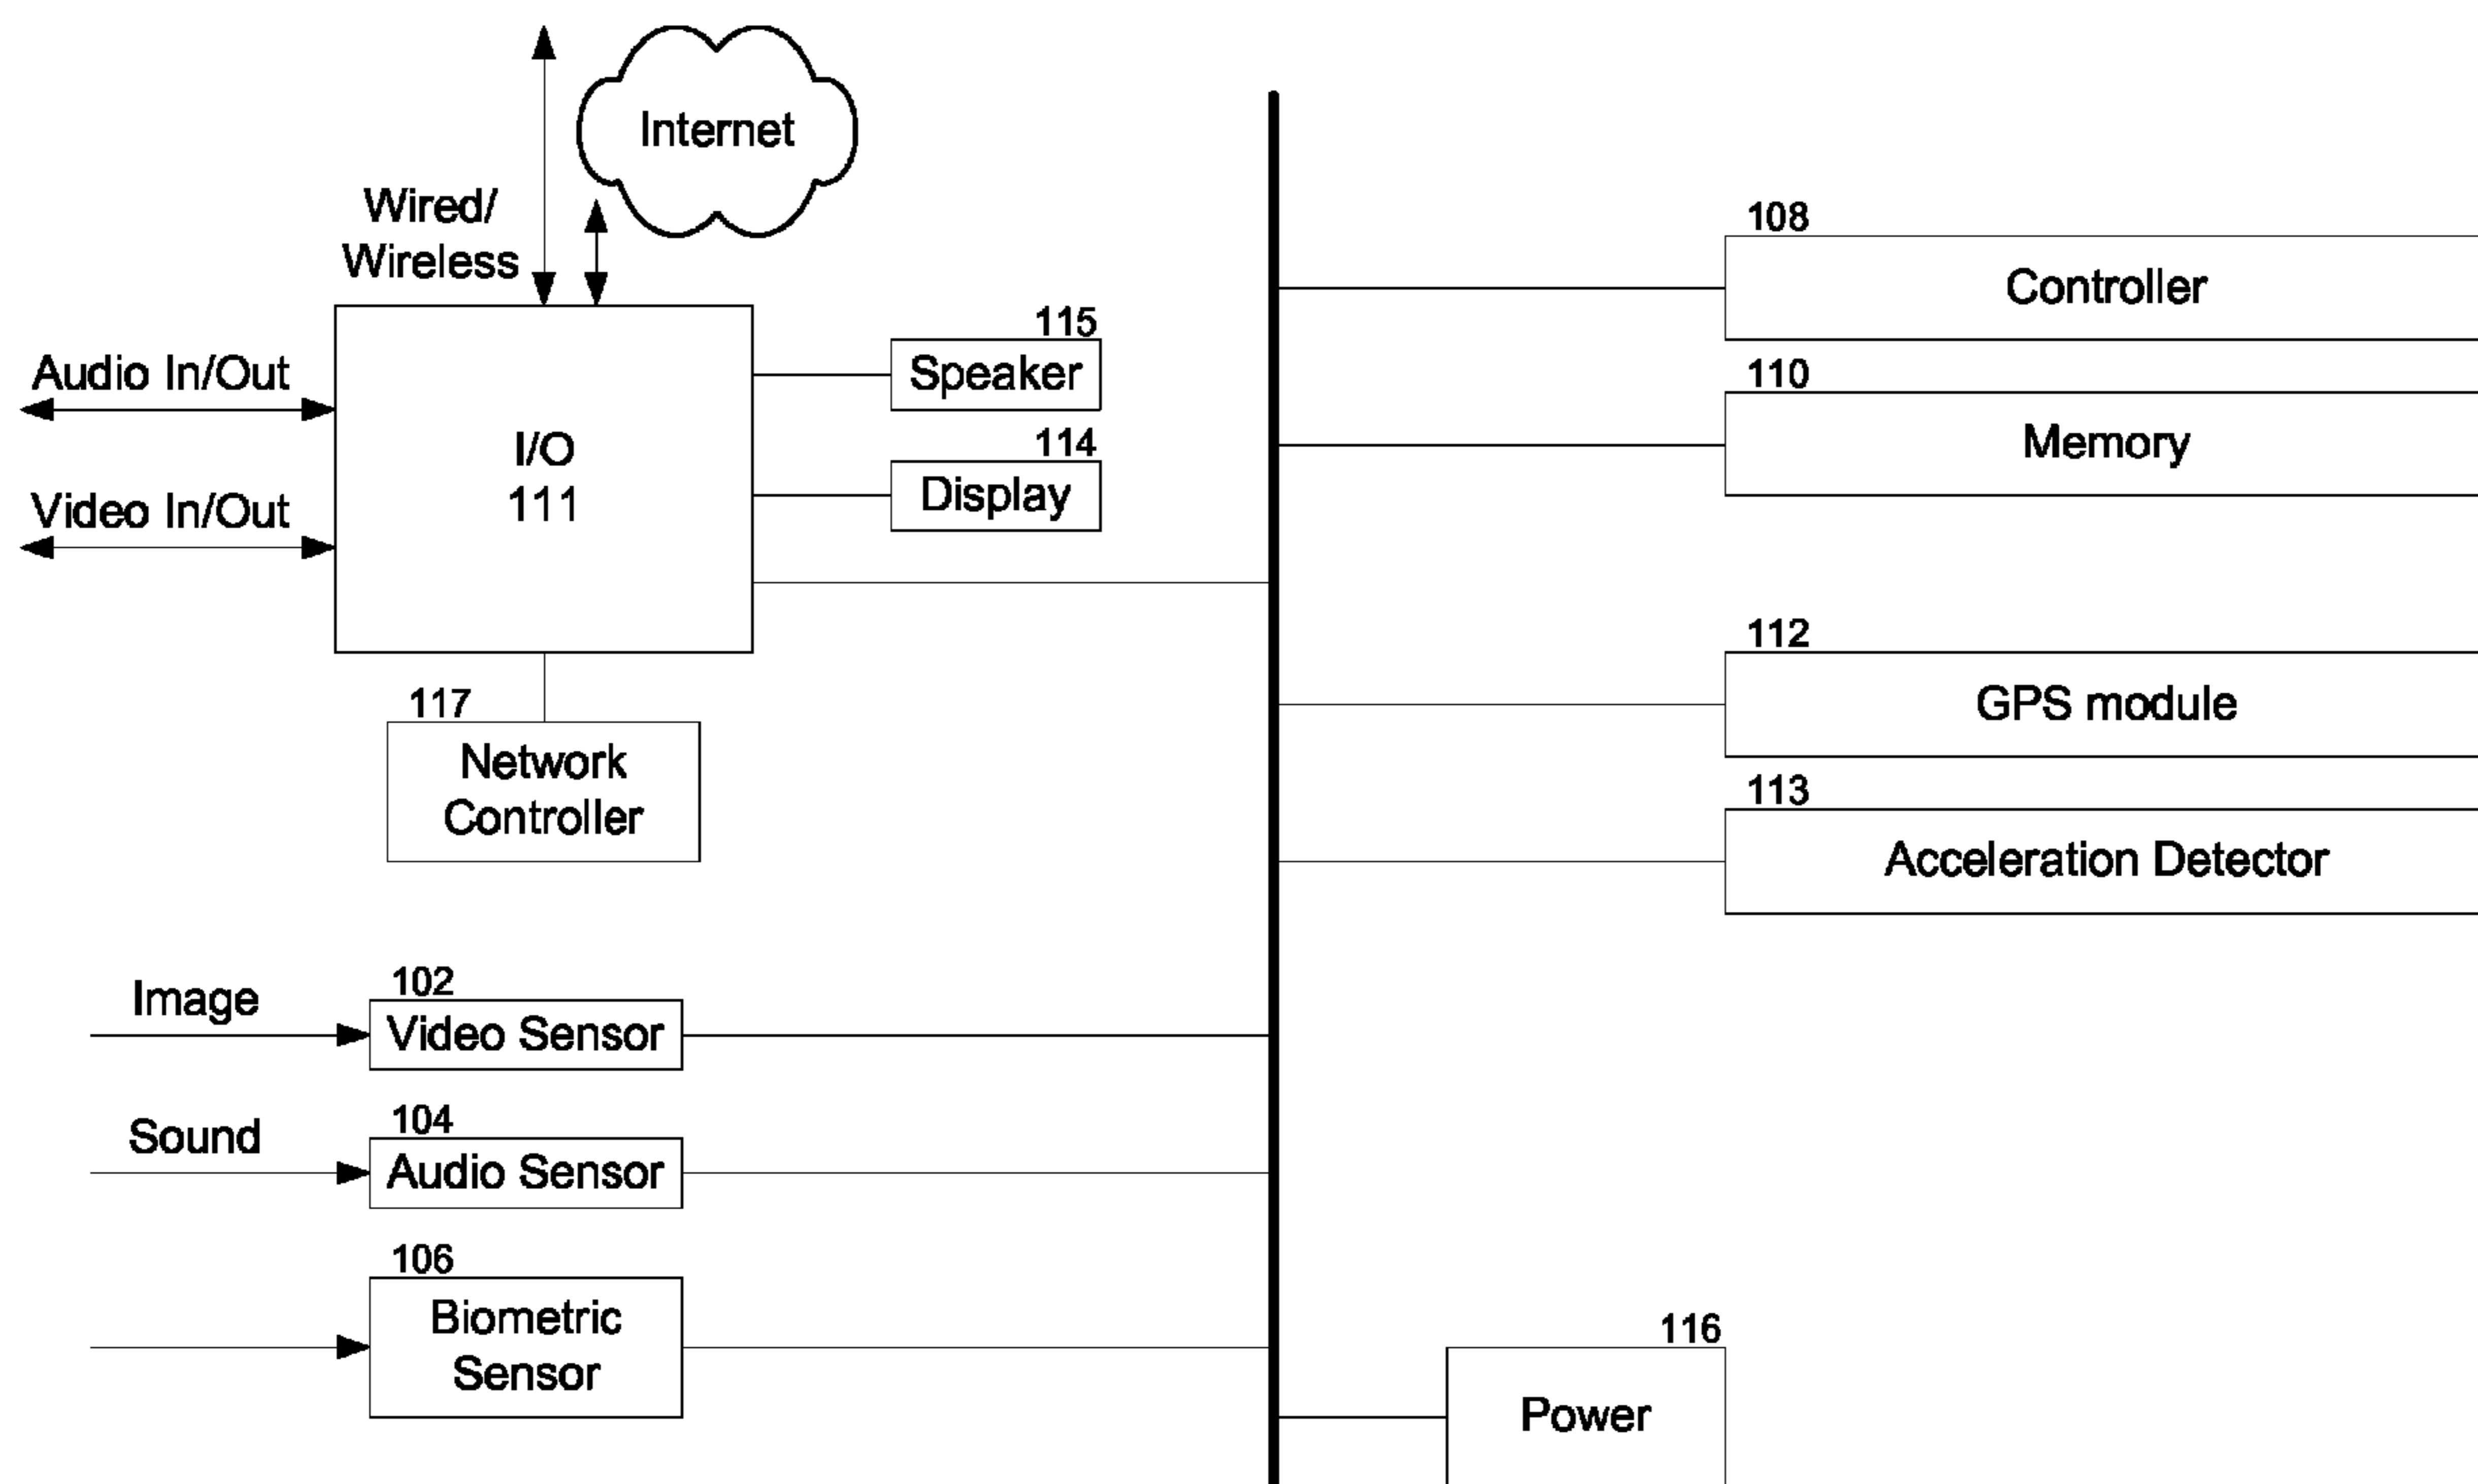 Internet
Wired/
Wireless
Audio In/Out
Video In/Out
I/O
111
115
Speaker
114
Display
117
Network
Controller
Image
102
Video Sensor
Sound
104
Audio Sensor
106
Biometric
Sensor
108
Controller
110
Memory
112
GPS module
113
Acceleration Detector
116
Power